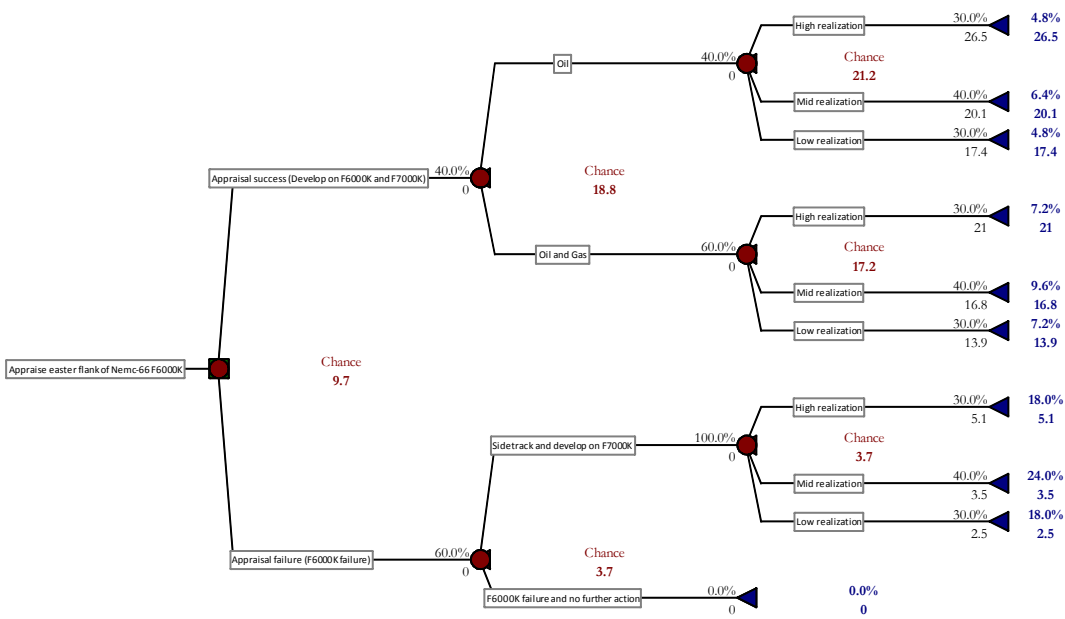 30.0%
4.8%
High realization
26.5
26.5
Oil
40.0%
0
Chance
21.2
40.0%
6.4%
Mid realization
20.1
20.1
30.0%
4.8%
Low realization
17.4
17.4
Appraisal success (Develop on F6000K and F7000K)
40.0%
0
Chance
18.8
30.0%
7.2%
High realization
21
21
Oil and Gas
60.0%
0
Chance
17.2
40.0%
9.6%
Mid realization
16.8
16.8
30.0%
7.2%
Low realization
13.9
13.9
Appraise easter flank of Nemc-66 F6000K
Chance
9.7
30.0%
18.0%
High realization
5.1
5.1
Sidetrack and develop on F7000K
100.0%
0
Chance
3.7
40.0%
24.0%
Mid realization
3.5
3.5
30.0%
18.0%
Low realization
2.5
2.5
Appraisal failure (F6000K failure)
60.0%
0
Chance
3.7
F6000K failure and no further action
0.0%
0
0.0%
0